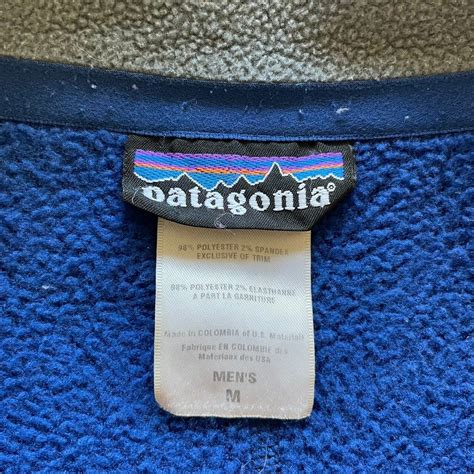 patagonia®
98% POLYESTER 2% SPANDEX
EXCLUSIVE OF TRIM
98% POLYESTER 2% ELASTHANNE
A PART LA GARNITURE
Made in COLOMBIA of U.S. Materials
Fabrique EN COLOMBIE des
Materiaux des USA
MEN'S
M